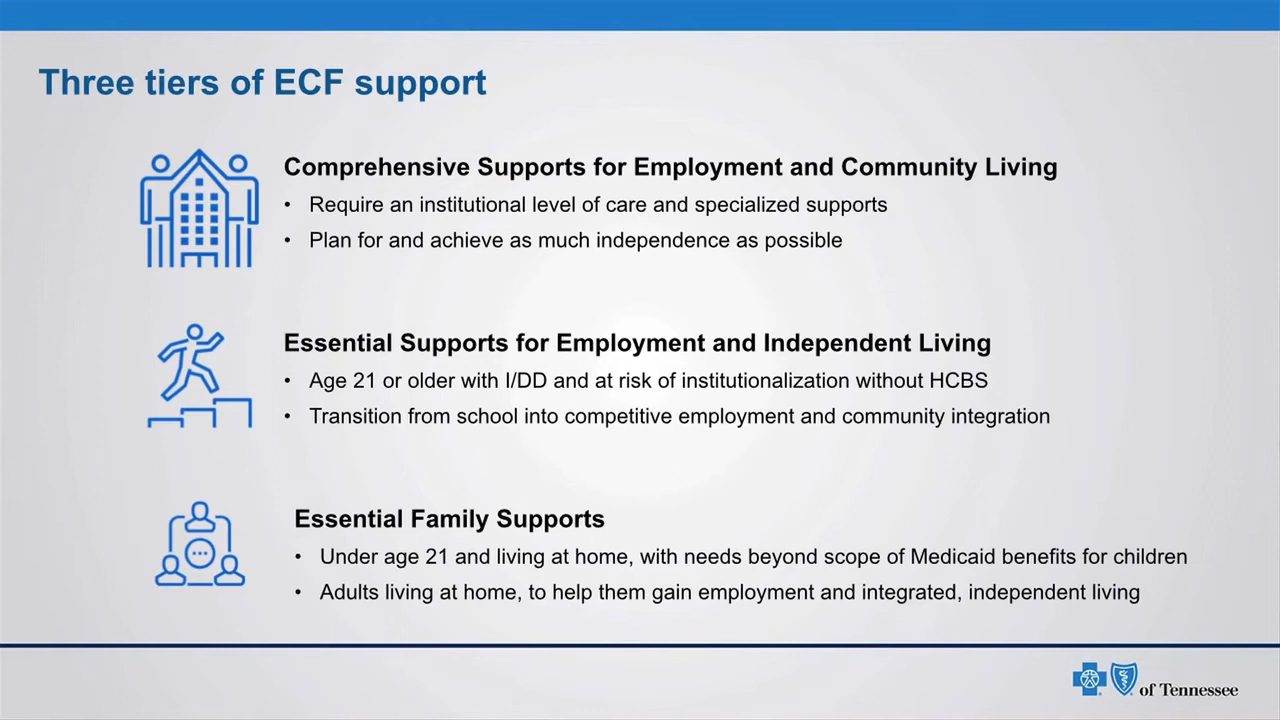 Three tiers of ECF support
Comprehensive Supports for Employment and Community Living
• Require an institutional level of care and specialized supports
• Plan for and achieve as much independence as possible
Essential Supports for Employment and Independent Living
• Age 21 or older with I/DD and at risk of institutionalization without HCBS
• Transition from school into competitive employment and community integration
Essential Family Supports
• Under age 21 and living at home, with needs beyond scope of Medicaid benefits for children
• Adults living at home, to help them gain employment and integrated, independent living
of Tennessee